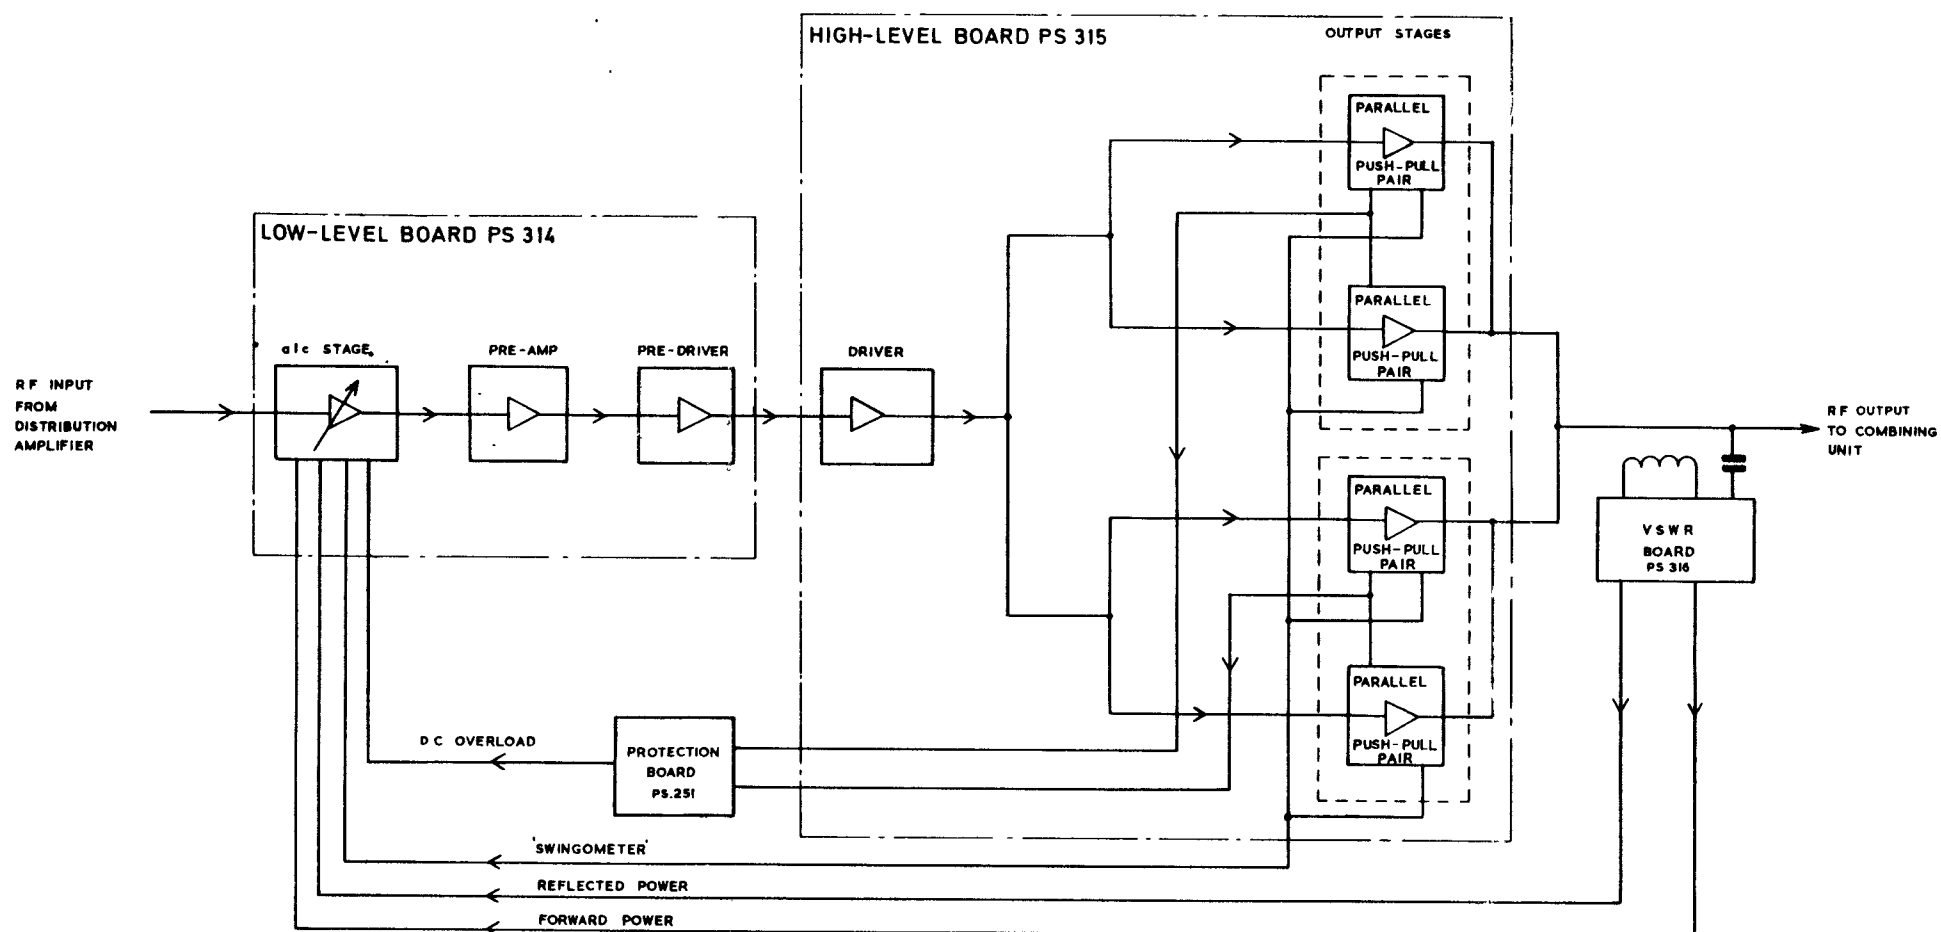 HIGH-LEVEL BOARD PS 315
OUTPUT STAGES
PARALLEL
PUSH-PULL
PAIR
LOW-LEVEL BOARD PS 314
PARALLEL
PUSH-PULL
PAIR
alc STAGE
PRE-AMP
PRE-DRIVER
DRIVER
RF INPUT
FROM
DISTRIBUTION
AMPLIFIER
RF OUTPUT
TO COMBINING
UNIT
PARALLEL
PUSH-PULL
PAIR
VSWR
BOARD
PS 316
PARALLEL
PUSH-PULL
PAIR
DC OVERLOAD
PROTECTION
BOARD
PS.251
'SWINGOMETER'
REFLECTED POWER
FORWARD POWER